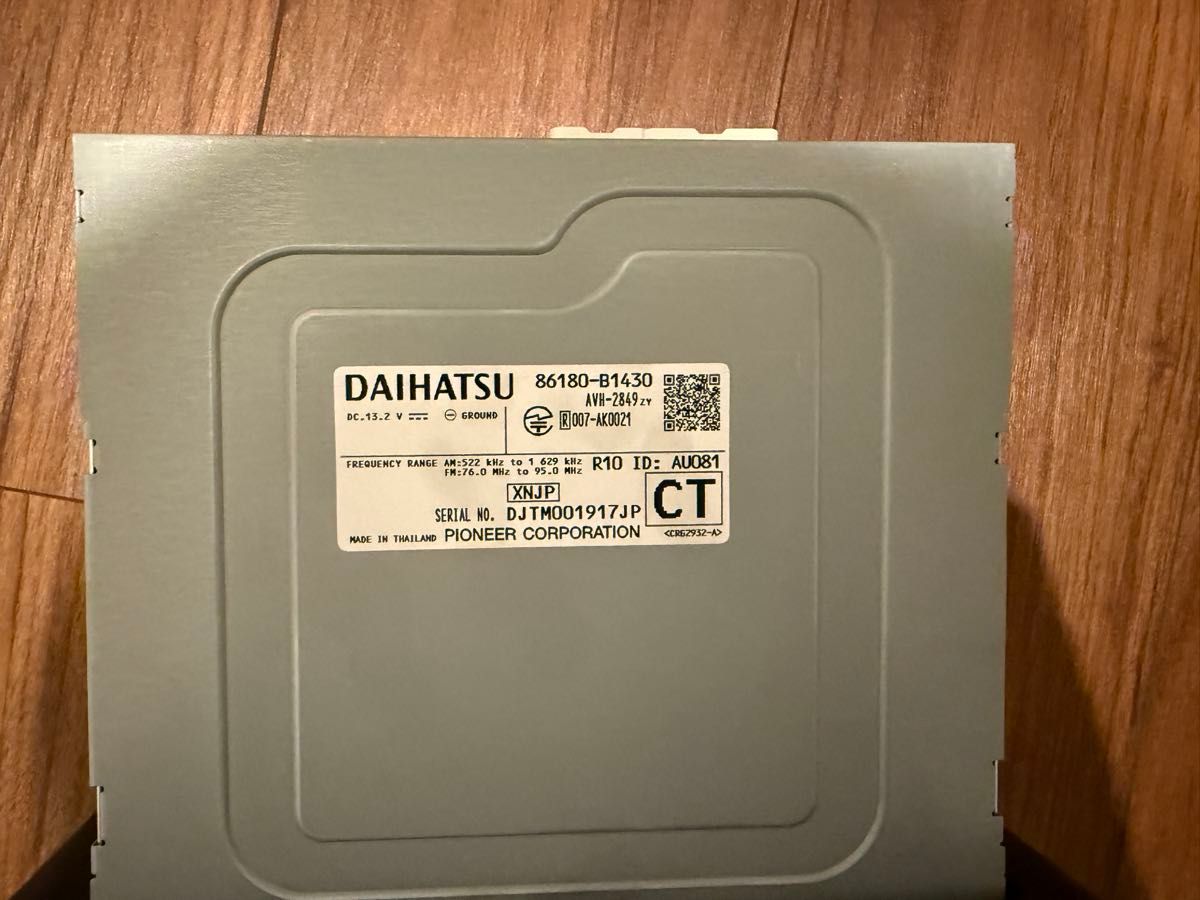 DAIHATSU 86180-B1430
AVH-2849ZY
DC.13.2 V GROUND R 007-AK0021
FREQUENCY RANGE AM:522 kHz to 1 629 kHz R10 ID: AU081
FM:76.0 MHz to 95.0 MHz
XNJP CT
SERIAL NO. DJTM001917JP
MADE IN THAILAND PIONEER CORPORATION <CRG2932-A>